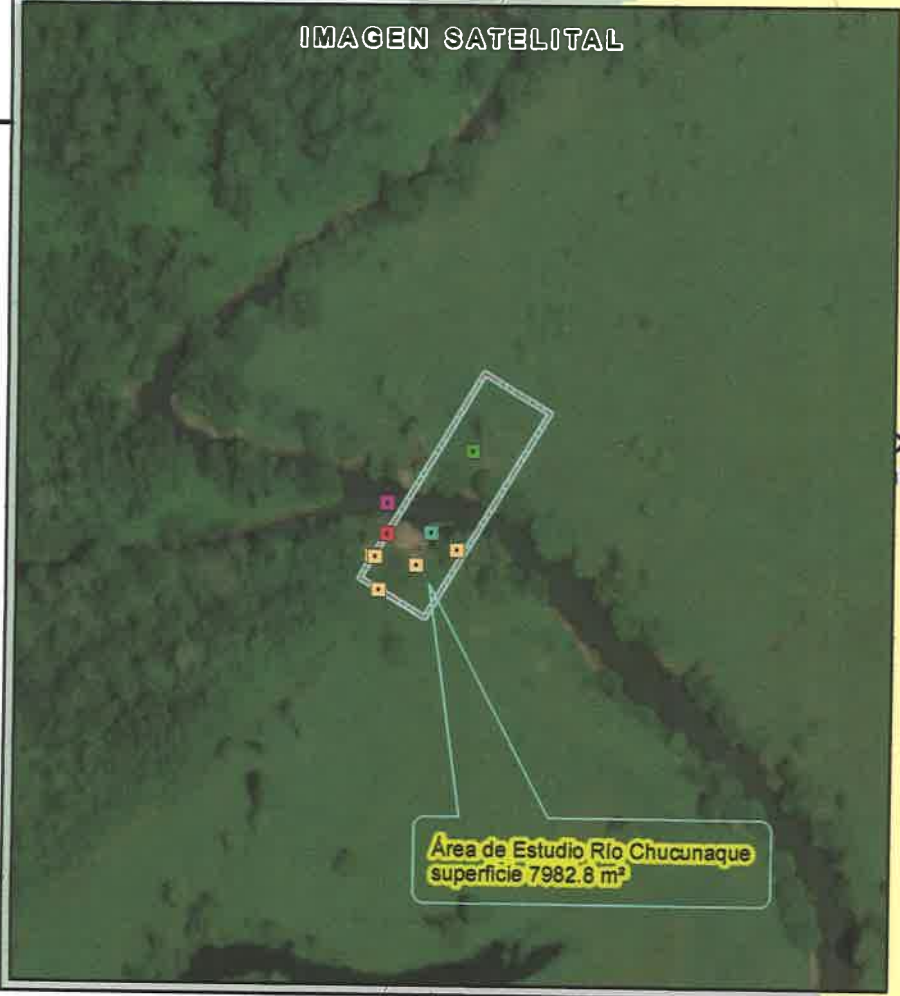 IMAGEN SATELITAL
Área de Estudio Río Chucunaque
superficie 7982.8 m²